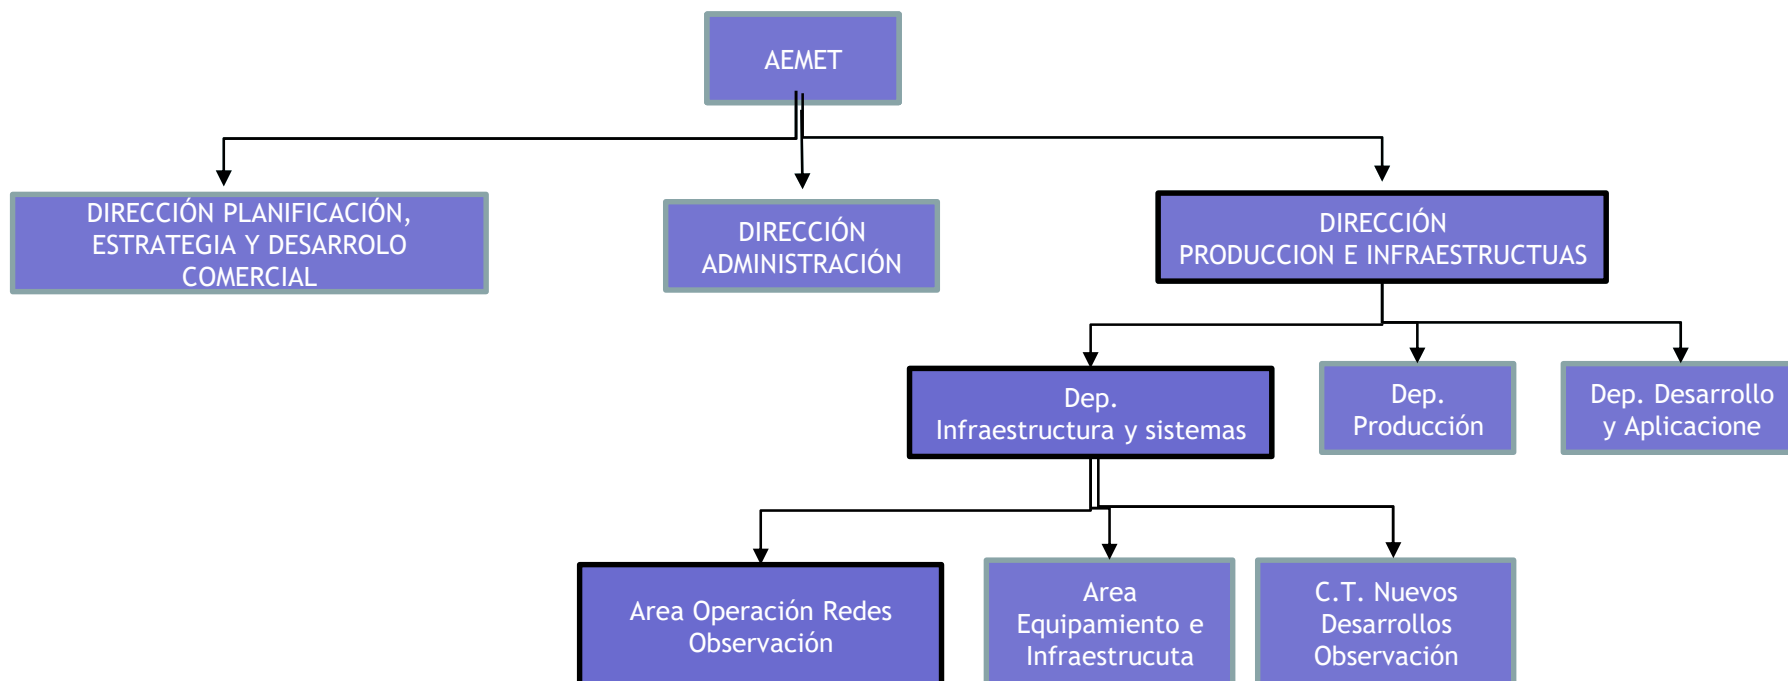 AEMET
DIRECCIÓN PLANIFICACIÓN,
ESTRATEGIA Y DESARROLO
COMERCIAL
DIRECCIÓN
ADMINISTRACIÓN
DIRECCIÓN
PRODUCCION E INFRAESTRUCTUAS
Dep.
Infraestructura y sistemas
Dep.
Producción
Dep. Desarrollo
y Aplicacione
Area Operación Redes
Observación
Area
Equipamiento e
Infraestrucuta
C.T. Nuevos
Desarrollos
Observación